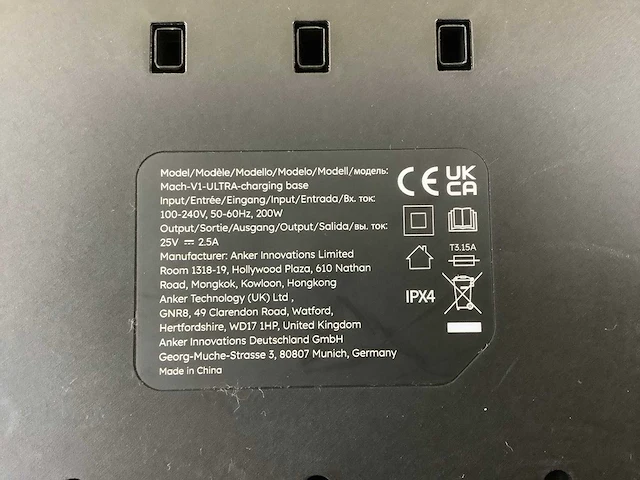 Model/Modèle/Modello/Modelo/Modell/модель:
Mach-V1-ULTRA-charging base
Input/Entrée/Eingang/Input/Entrada/Вх. ток:
100-240V, 50-60Hz, 200W
Output/Sortie/Ausgang/Output/Salida/вы. ток:
25V ⎓ 2.5A
Manufacturer: Anker Innovations Limited
Room 1318-19, Hollywood Plaza, 610 Nathan
Road, Mongkok, Kowloon, Hongkong
Anker Technology (UK) Ltd ,
GNR8, 49 Clarendon Road, Watford,
Hertfordshire, WD17 1HP, United Kingdom
Anker Innovations Deutschland GmbH
Georg-Muche-Strasse 3, 80807 Munich, Germany
Made in China
CE
UK
CA
T3.15A
IPX4